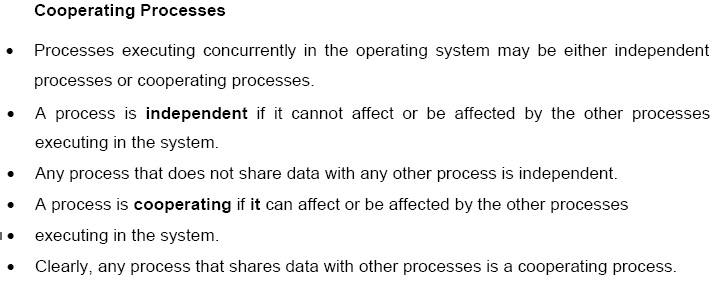 Cooperating Processes
• Processes executing concurrently in the operating system may be either independent
processes or cooperating processes.
• A process is independent if it cannot affect or be affected by the other processes
executing in the system.
• Any process that does not share data with any other process is independent.
• A process is cooperating if it can affect or be affected by the other processes
• executing in the system.
• Clearly, any process that shares data with other processes is a cooperating process.